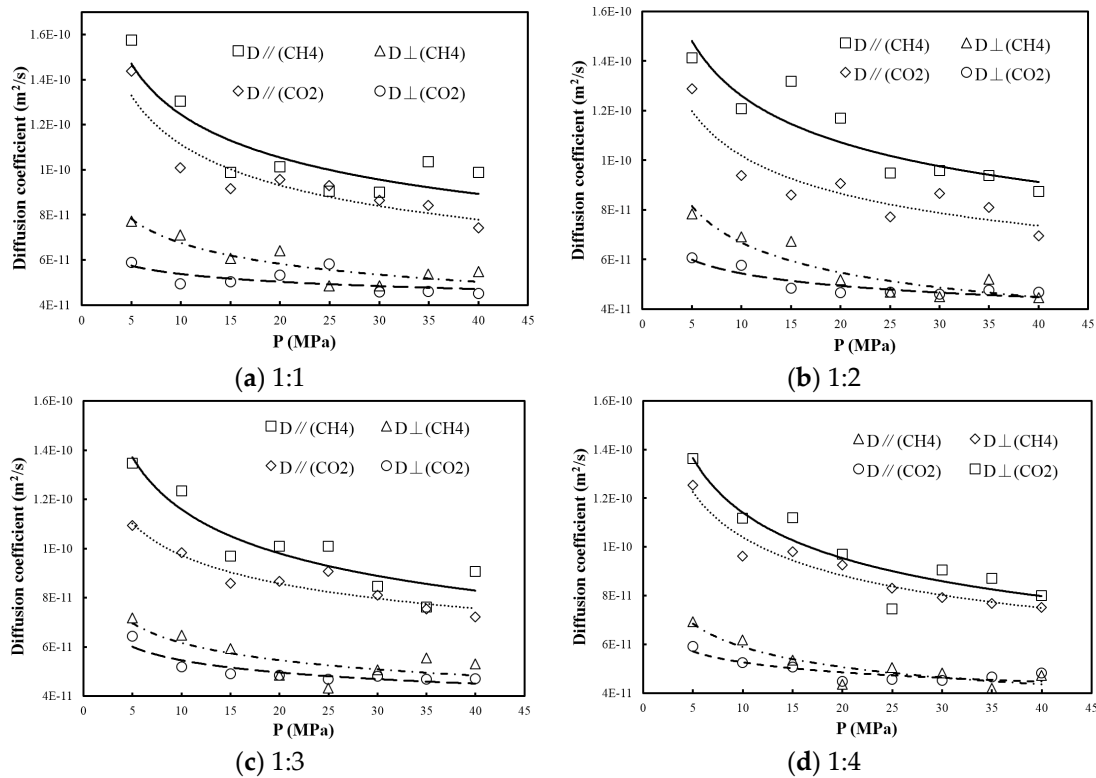 1.6E-10
1.4E-10
1.2E-10
1E-10
8E-11
6E-11
4E-11
Diffusion coefficient (m²/s)
D∥(CH4)
D⊥(CH4)
D∥(CO2)
D⊥(CO2)
0 5 10 15 20 25 30 35 40 45
P (MPa)
(a) 1:1
1.6E-10
1.4E-10
1.2E-10
1E-10
8E-11
6E-11
4E-11
Diffusion coefficient (m²/s)
D∥(CH4)
D⊥(CH4)
D∥(CO2)
D⊥(CO2)
0 5 10 15 20 25 30 35 40 45
P (MPa)
(b) 1:2
1.6E-10
1.4E-10
1.2E-10
1E-10
8E-11
6E-11
4E-11
Diffusion coefficient (m²/s)
D∥(CH4)
D⊥(CH4)
D∥(CO2)
D⊥(CO2)
0 5 10 15 20 25 30 35 40 45
P (MPa)
(c) 1:3
1.6E-10
1.4E-10
1.2E-10
1E-10
8E-11
6E-11
4E-11
Diffusion coefficient (m²/s)
D∥(CH4)
D⊥(CH4)
D∥(CO2)
D⊥(CO2)
0 5 10 15 20 25 30 35 40 45
P (MPa)
(d) 1:4